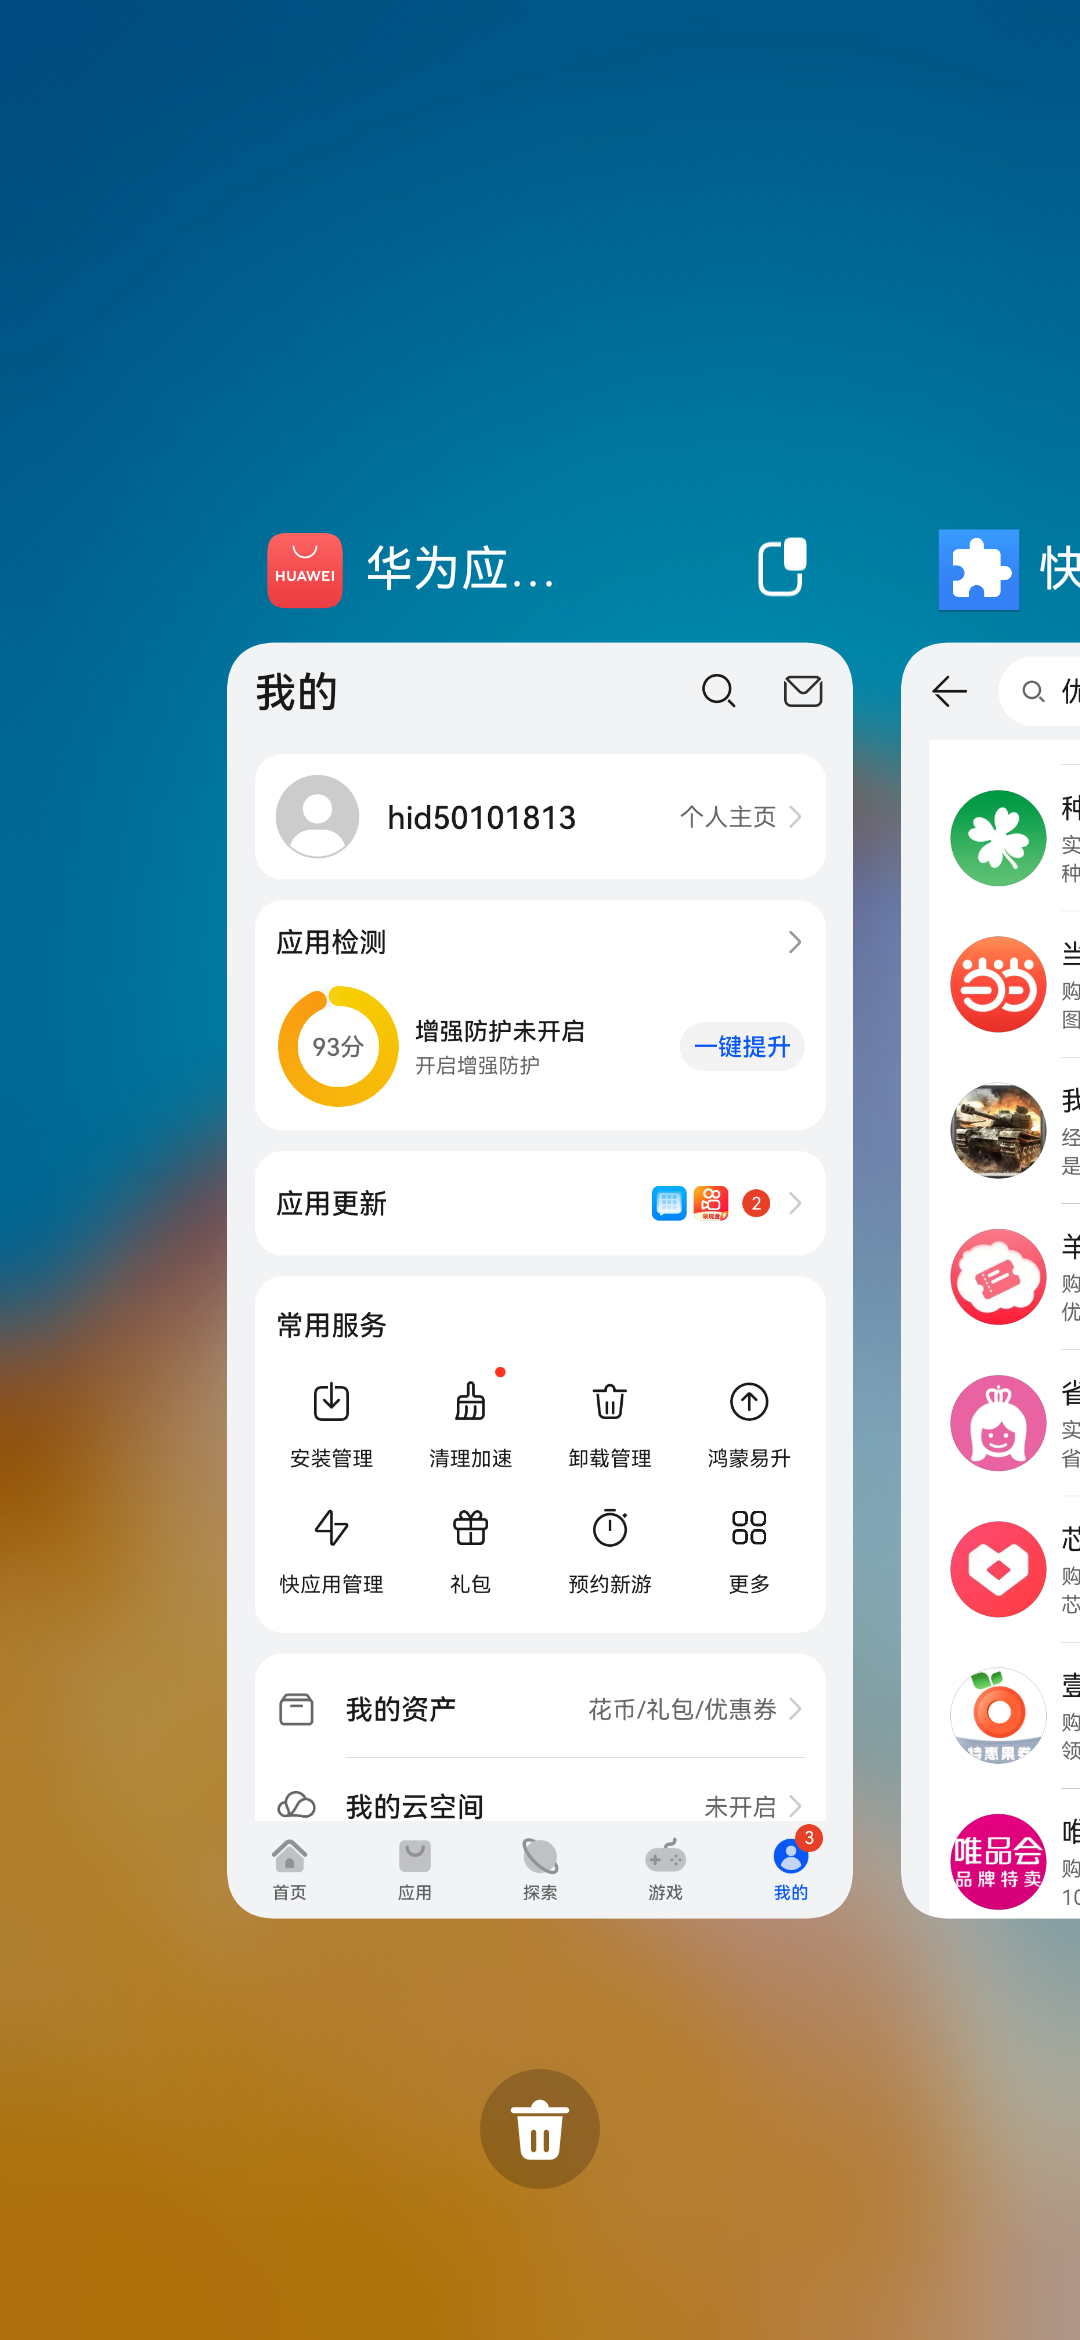 HUAWEI
华为应...
快
我的
hid50101813
个人主页
应用检测
93分
增强防护未开启
开启增强防护
一键提升
应用更新
2
常用服务
安装管理
清理加速
卸载管理
鸿蒙易升
快应用管理
礼包
预约新游
更多
我的资产
花币/礼包/优惠券
我的云空间
未开启
首页
应用
探索
游戏
3
我的
优
种
实
种
当
购
图
我
经
是
羊
购
优
省
实
省
芯
购
芯
特惠果券
壹
购
领
唯品会
品牌特卖
唯
购
10